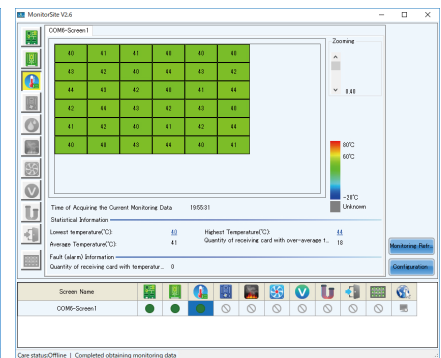 MonitorSite V2.6
COM6-Screen1
Zooming
40 41 41 40 40 40
43 42 40 44 43 42
44 43 42 40 41 44
42 44 43 42 43 40
41 42 40 41 42 44
40 40 43 44 40 41
0.40
80℃
60℃
-20℃
Unknown
Time of Acquiring the Current Monitoring Data 19:55:31
Statistical Information
Lowest temperature(℃): 40 Highest Temperature(℃): 44
Average Temperature(℃): 41 Quantity of receiving card with over-average t... 18
Fault (alarm) Information
Quantity of receiving card with temperatur... 0
Monitoring Refr...
Configuration...
Screen Name
COM6-Screen1
Care status:Offline | Completed obtaining monitoring data